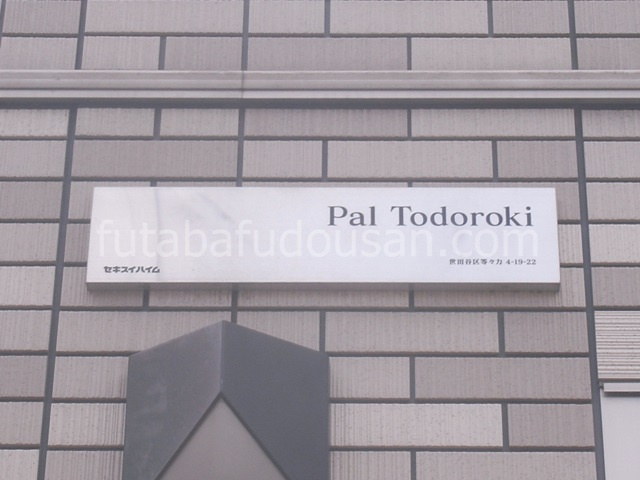 Pal Todoroki
futabafudousan.com
セキスイハイム
世田谷区等々力 4-19-22